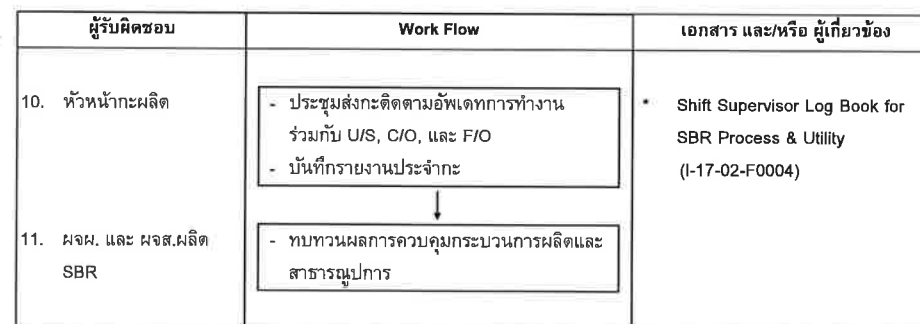 ผู้รับผิดชอบ
Work Flow
เอกสาร และ/หรือ ผู้เกี่ยวข้อง
10. หัวหน้ากะผลิต
- ประชุมส่งกะติดตามอัพเดทการทำงาน
ร่วมกับ U/S, C/O, และ F/O
- บันทึกรายงานประจำกะ
* Shift Supervisor Log Book for
SBR Process & Utility
(I-17-02-F0004)
11. ผจผ. และ ผจส.ผลิต
SBR
- ทบทวนผลการควบคุมกระบวนการผลิตและ
สาธารณูปการ